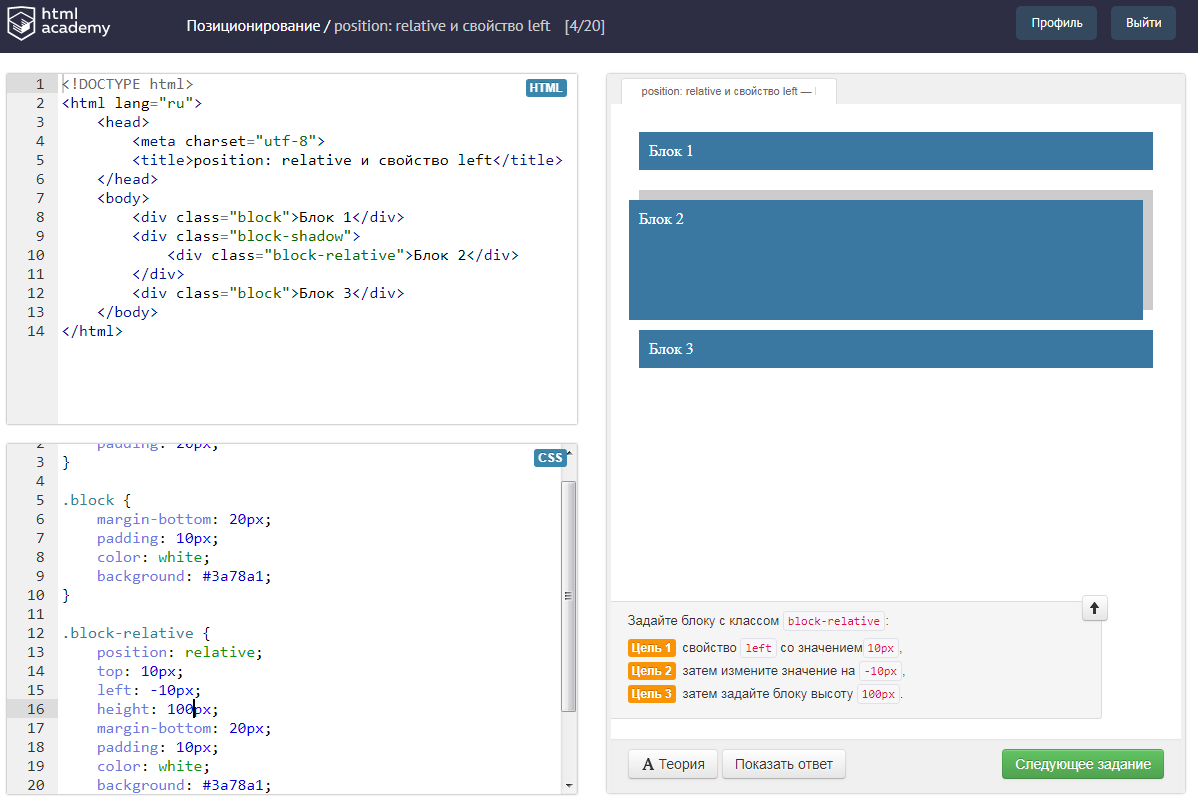 html
academy
Позиционирование / position: relative и свойство left [4/20]
Профиль
Выйти
HTML
1 <!DOCTYPE html>
2 <html lang="ru">
3 <head>
4 <meta charset="utf-8">
5 <title>position: relative и свойство left</title>
6 </head>
7 <body>
8 <div class="block">Блок 1</div>
9 <div class="block-shadow">
10 <div class="block-relative">Блок 2</div>
11 </div>
12 <div class="block">Блок 3</div>
13 </body>
14 </html>
CSS
2 padding: 20px;
3 }
4
5 .block {
6 margin-bottom: 20px;
7 padding: 10px;
8 color: white;
9 background: #3a78a1;
10 }
11
12 .block-relative {
13 position: relative;
14 top: 10px;
15 left: -10px;
16 height: 100px;
17 margin-bottom: 20px;
18 padding: 10px;
19 color: white;
20 background: #3a78a1;
position: relative и свойство left —
Блок 1
Блок 2
Блок 3
Задайте блоку с классом block-relative:
Цель 1 свойство left со значением 10px,
Цель 2 затем измените значение на -10px,
Цель 3 затем задайте блоку высоту 100px.
A Теория
Показать ответ
Следующее задание